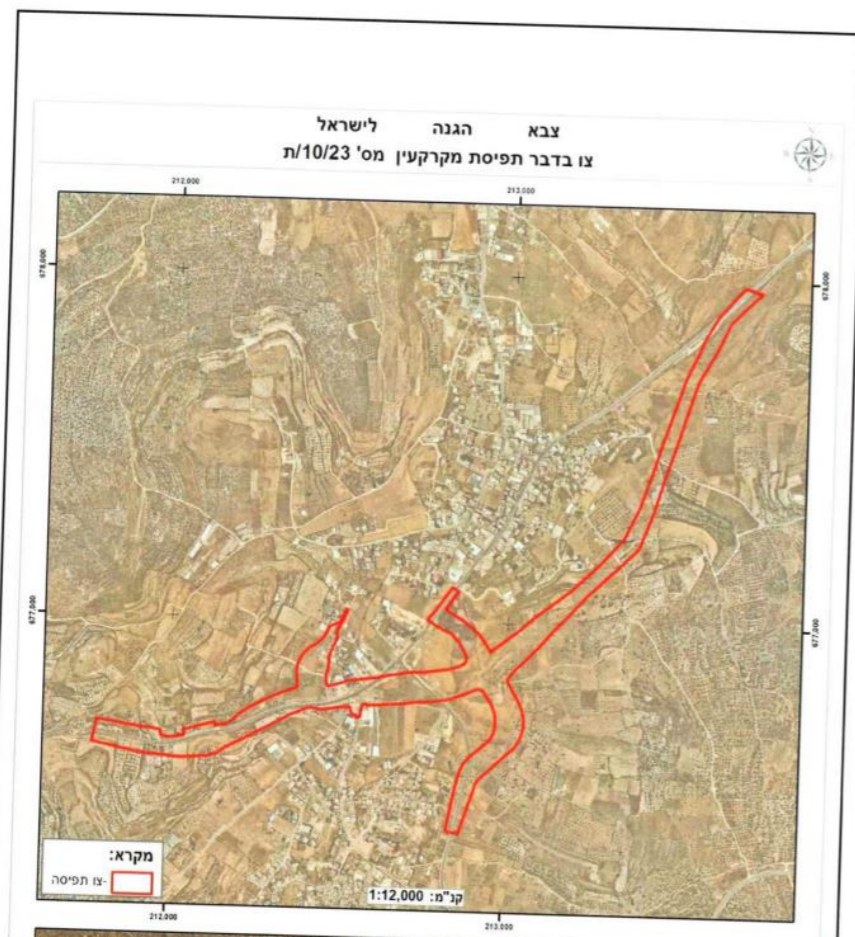 צבא הגנה לישראל
צו בדבר תפיסת מקרקעין מס' 10/23/ת
212.000
213.000
678,000
678,000
677,000
677,000
מקרא:
-צו תפיסה
קנ"מ: 1:12,000
212.000
213.000